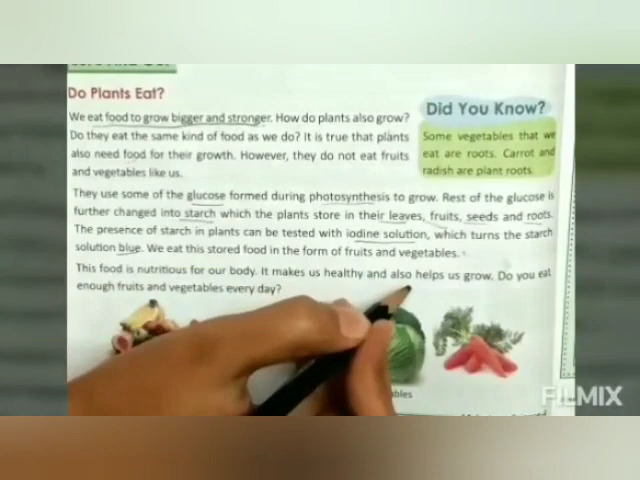 Do Plants Eat?
We eat food to grow bigger and stronger. How do plants also grow?
Do they eat the same kind of food as we do? It is true that plants
also need food for their growth. However, they do not eat fruits
and vegetables like us.
Did You Know?
Some vegetables that we
eat are roots. Carrot and
radish are plant roots.
They use some of the glucose formed during photosynthesis to grow. Rest of the glucose is
further changed into starch which the plants store in their leaves, fruits, seeds and roots.
The presence of starch in plants can be tested with iodine solution, which turns the starch
solution blue. We eat this stored food in the form of fruits and vegetables.
This food is nutritious for our body. It makes us healthy and also helps us grow. Do you eat
enough fruits and vegetables every day?
FILMIX